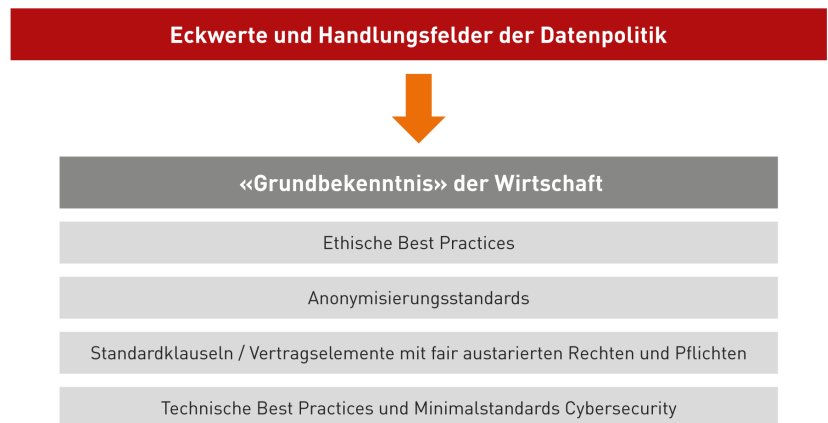 Eckwerte und Handlungsfelder der Datenpolitik
«Grundbekenntnis» der Wirtschaft
Ethische Best Practices
Anonymisierungsstandards
Standardklauseln / Vertragselemente mit fair austarierten Rechten und Pflichten
Technische Best Practices und Minimalstandards Cybersecurity